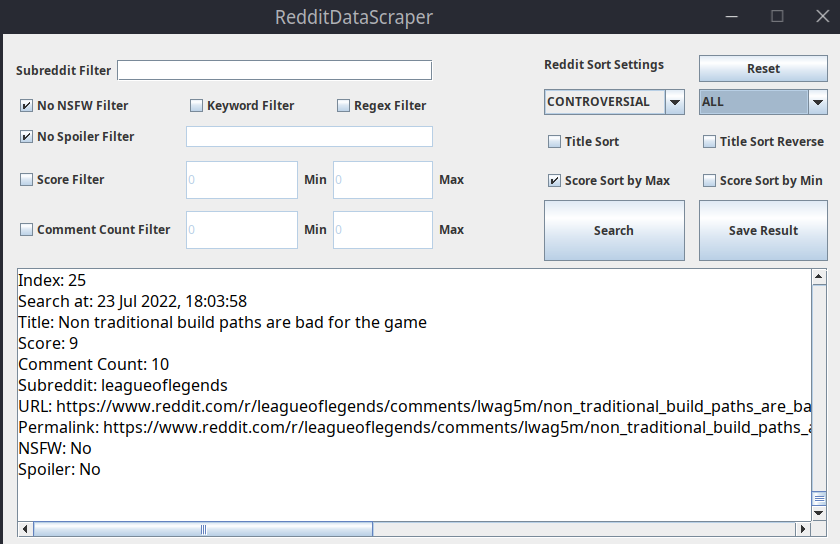 RedditDataScraper
Subreddit Filter
Reddit Sort Settings
Reset
No NSFW Filter
Keyword Filter
Regex Filter
CONTROVERSIAL
ALL
No Spoiler Filter
Title Sort
Title Sort Reverse
Score Filter
0
Min
0
Max
Score Sort by Max
Score Sort by Min
Comment Count Filter
0
Min
0
Max
Search
Save Result
Index: 25
Search at: 23 Jul 2022, 18:03:58
Title: Non traditional build paths are bad for the game
Score: 9
Comment Count: 10
Subreddit: leagueoflegends
URL: https://www.reddit.com/r/leagueoflegends/comments/lwag5m/non_traditional_build_paths_are_ba
Permalink: https://www.reddit.com/r/leagueoflegends/comments/lwag5m/non_traditional_build_paths_a
NSFW: No
Spoiler: No